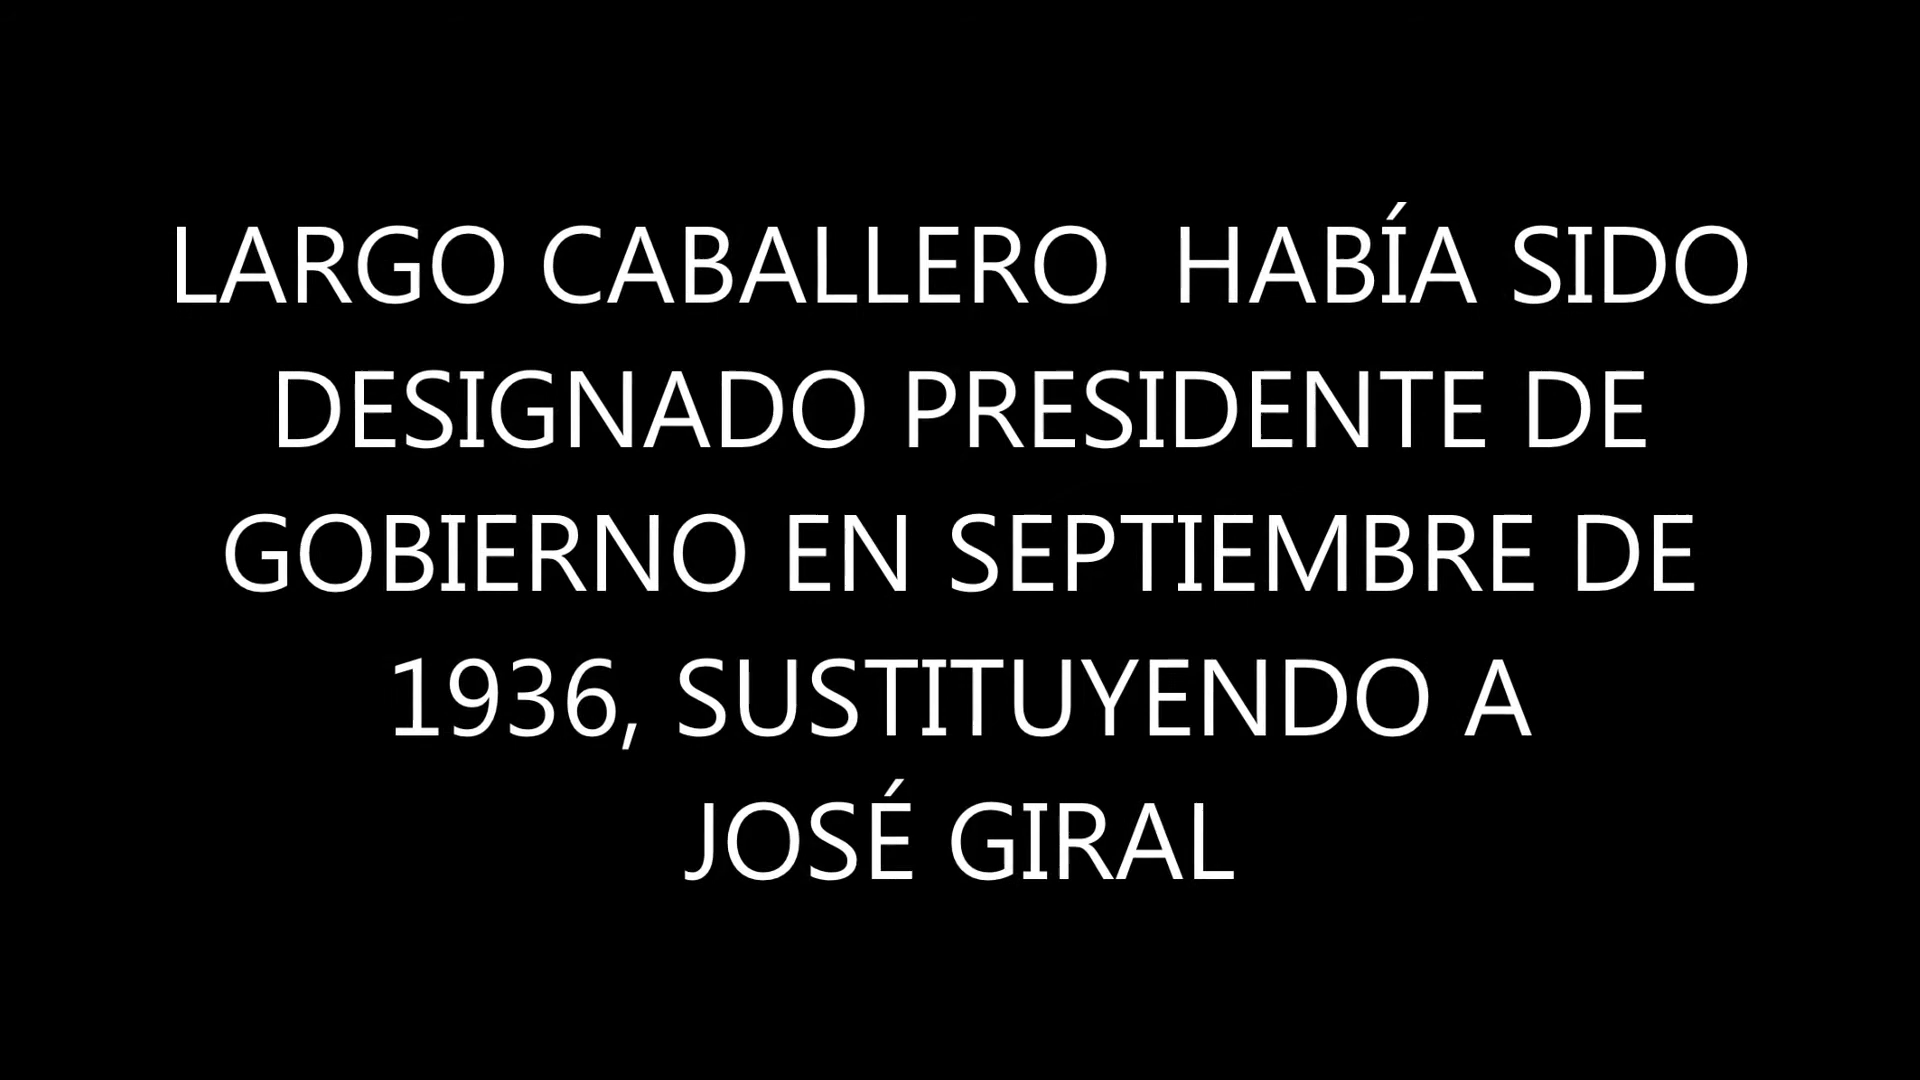 LARGO CABALLERO  HABÍA SIDO
DESIGNADO PRESIDENTE DE
GOBIERNO EN SEPTIEMBRE DE
1936, SUSTITUYENDO A
JOSÉ GIRAL